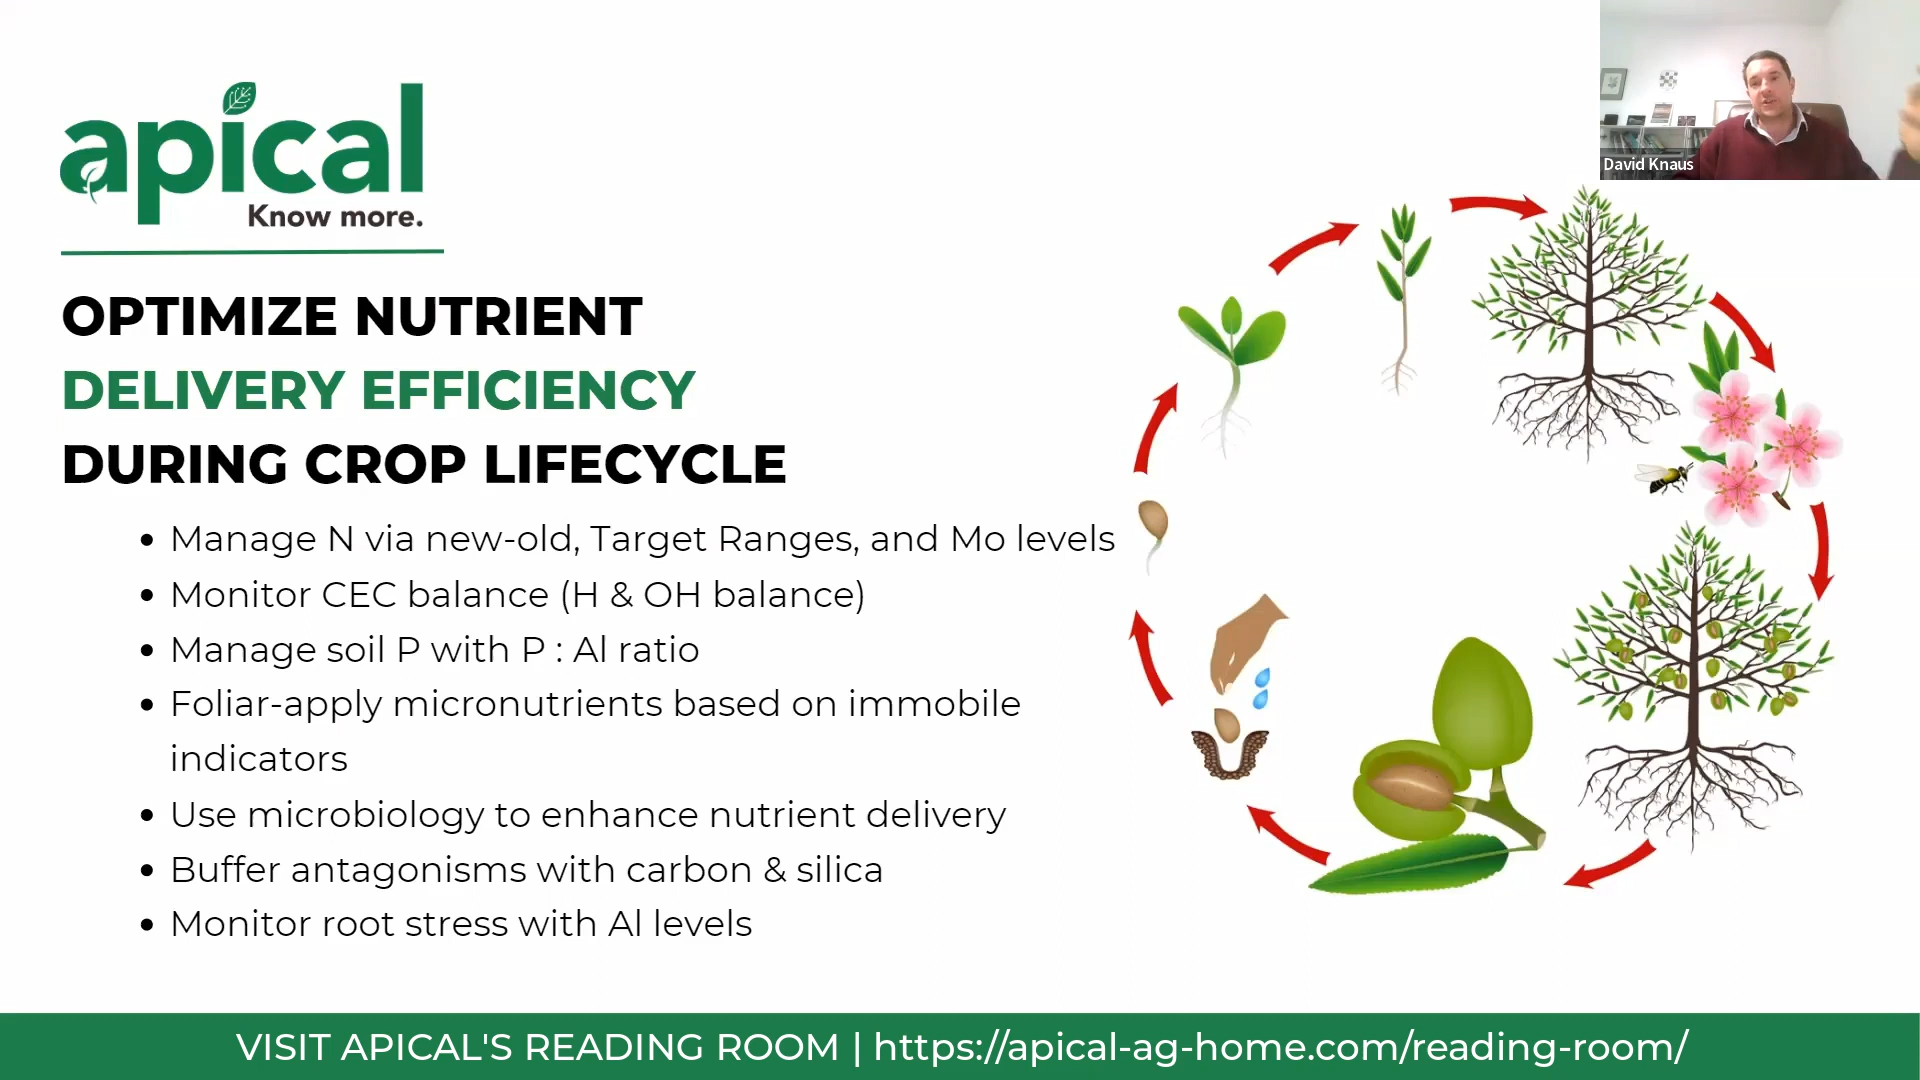 apical
Know more.
OPTIMIZE NUTRIENT
DELIVERY EFFICIENCY
DURING CROP LIFECYCLE
• Manage N via new-old, Target Ranges, and Mo levels
• Monitor CEC balance (H & OH balance)
• Manage soil P with P : Al ratio
• Foliar-apply micronutrients based on immobile
indicators
• Use microbiology to enhance nutrient delivery
• Buffer antagonisms with carbon & silica
• Monitor root stress with Al levels
David Knaus
VISIT APICAL'S READING ROOM | https://apical-ag-home.com/reading-room/